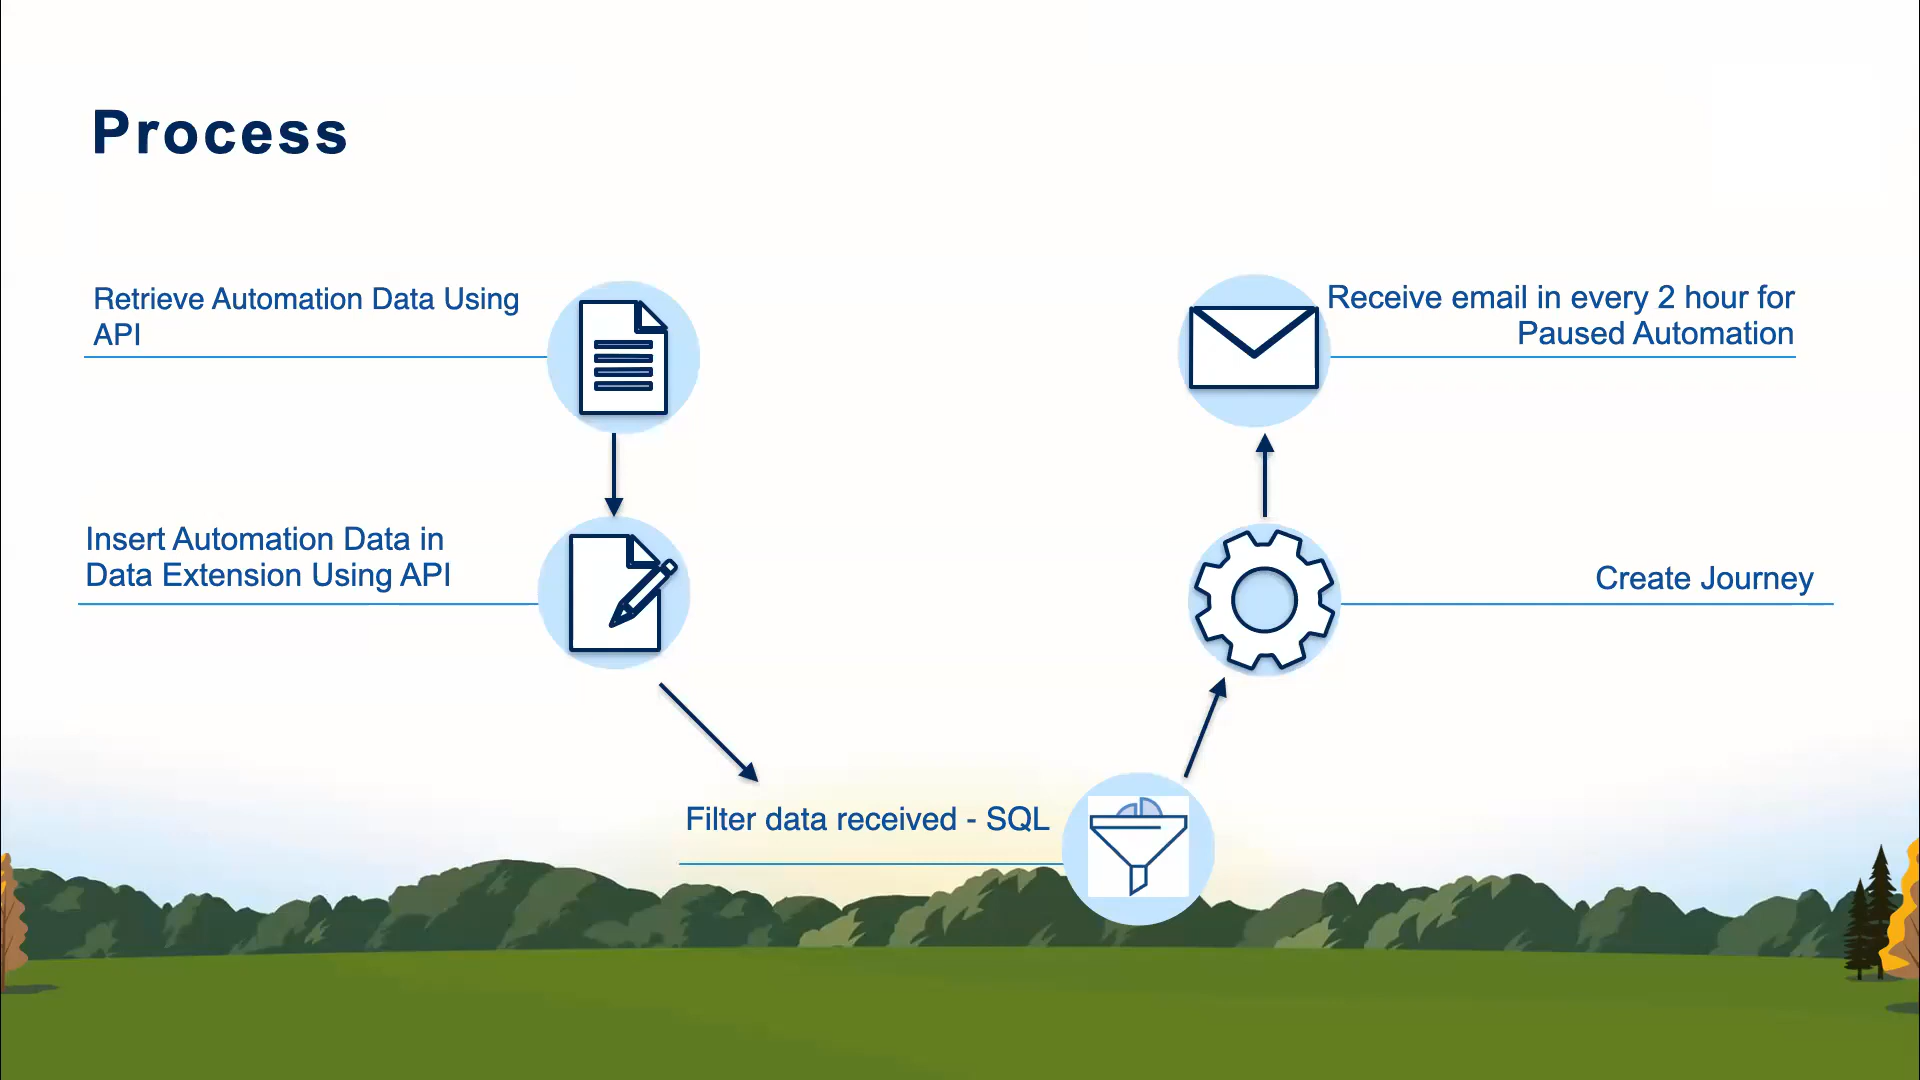 Process
Retrieve Automation Data Using
API
Insert Automation Data in
Data Extension Using API
Filter data received - SQL
Create Journey
Receive email in every 2 hour for
Paused Automation